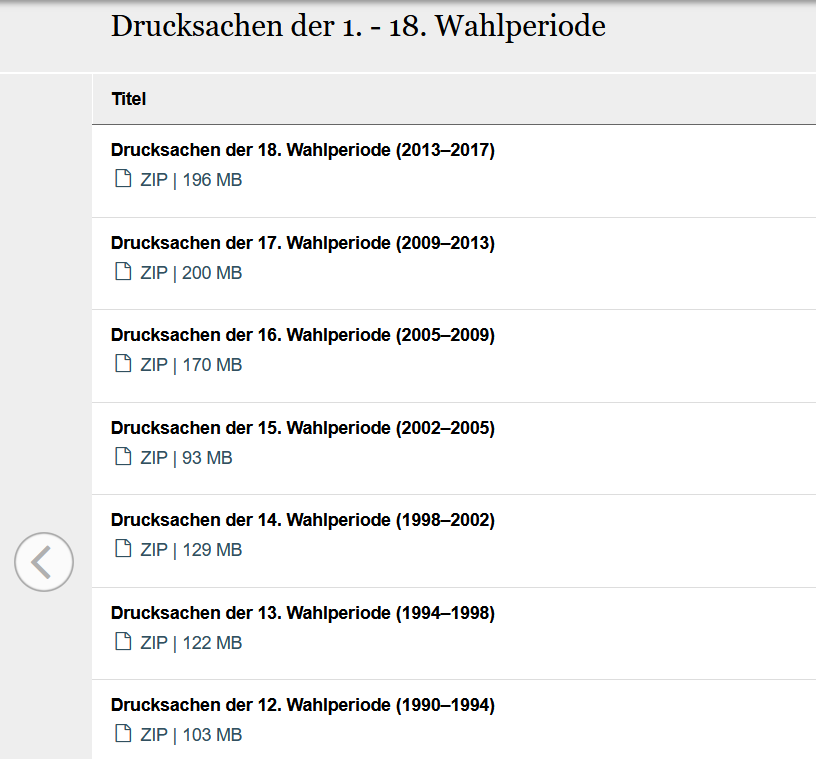 Drucksachen der 1. - 18. Wahlperiode
Titel
Drucksachen der 18. Wahlperiode (2013–2017)
ZIP | 196 MB
Drucksachen der 17. Wahlperiode (2009–2013)
ZIP | 200 MB
Drucksachen der 16. Wahlperiode (2005–2009)
ZIP | 170 MB
Drucksachen der 15. Wahlperiode (2002–2005)
ZIP | 93 MB
Drucksachen der 14. Wahlperiode (1998–2002)
ZIP | 129 MB
Drucksachen der 13. Wahlperiode (1994–1998)
ZIP | 122 MB
Drucksachen der 12. Wahlperiode (1990–1994)
ZIP | 103 MB